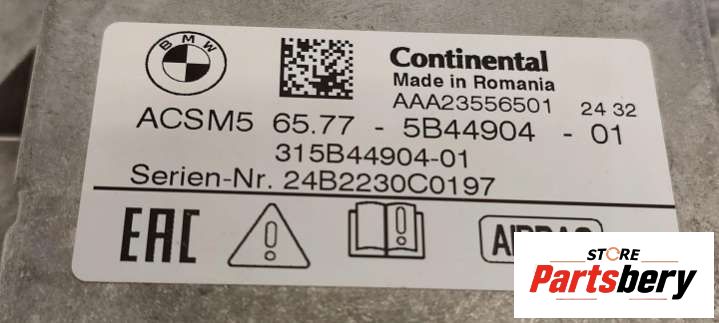 BMW
Continental
Made in Romania
AAA23556501 24 32
ACSM5 65.77 - 5B44904 - 01
315B44904-01
Serien-Nr. 24B2230C0197
EAC
STORE
Partsbery